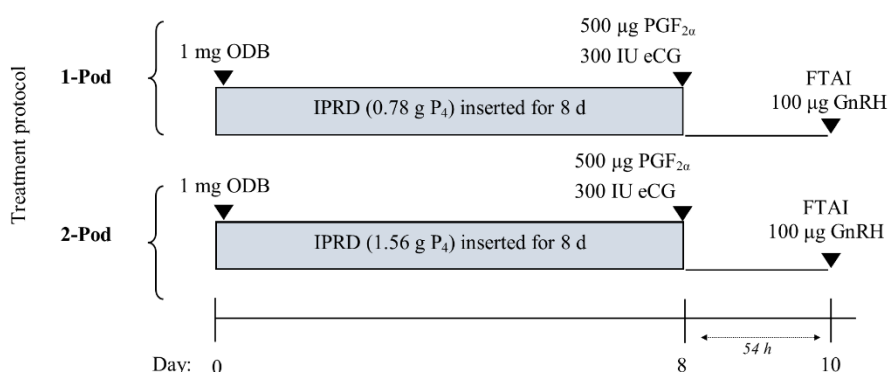 Treatment protocol
1-Pod
1 mg ODB
500 µg PGF2α
300 IU eCG
IPRD (0.78 g P4) inserted for 8 d
FTAI
100 µg GnRH
2-Pod
1 mg ODB
500 µg PGF2α
300 IU eCG
IPRD (1.56 g P4) inserted for 8 d
FTAI
100 µg GnRH
54 h
Day: 0 8 10